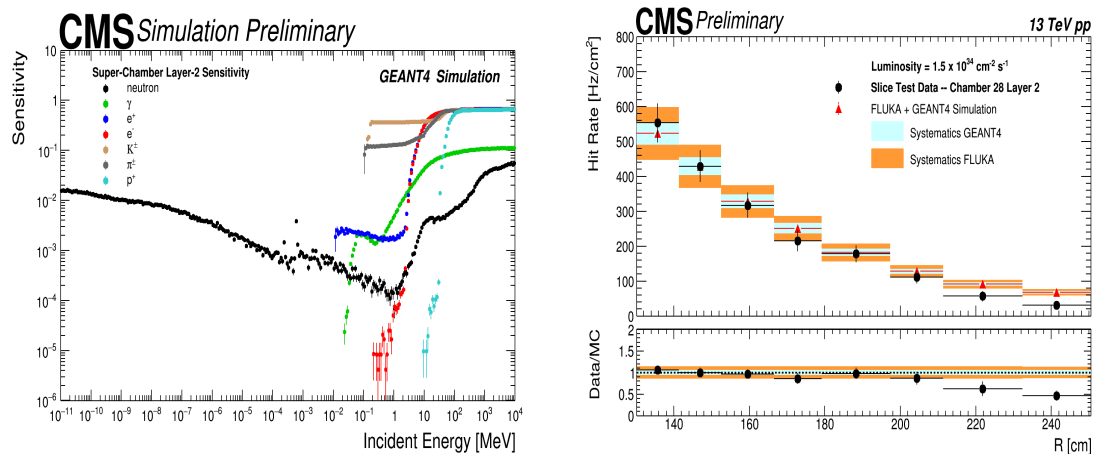 CMS Simulation Preliminary
Sensitivity
10
1
10⁻¹
10⁻²
10⁻³
10⁻⁴
10⁻⁵
10⁻⁶
Super-Chamber Layer-2 Sensitivity
GEANT4 Simulation
neutron
γ
e⁺
e⁻
K±
π±
p⁺
10⁻¹¹ 10⁻¹⁰ 10⁻⁹ 10⁻⁸ 10⁻⁷ 10⁻⁶ 10⁻⁵ 10⁻⁴ 10⁻³ 10⁻² 10⁻¹ 1 10 10² 10³ 10⁴
Incident Energy [MeV]
CMS Preliminary 13 TeV pp
Hit Rate [Hz/cm²]
800
700
600
500
400
300
200
100
0
Luminosity = 1.5 x 10³⁴ cm⁻² s⁻¹
Slice Test Data -- Chamber 28 Layer 2
FLUKA + GEANT4 Simulation
Systematics GEANT4
Systematics FLUKA
Data/MC
2
1.5
1
0.5
0
140 160 180 200 220 240
R [cm]